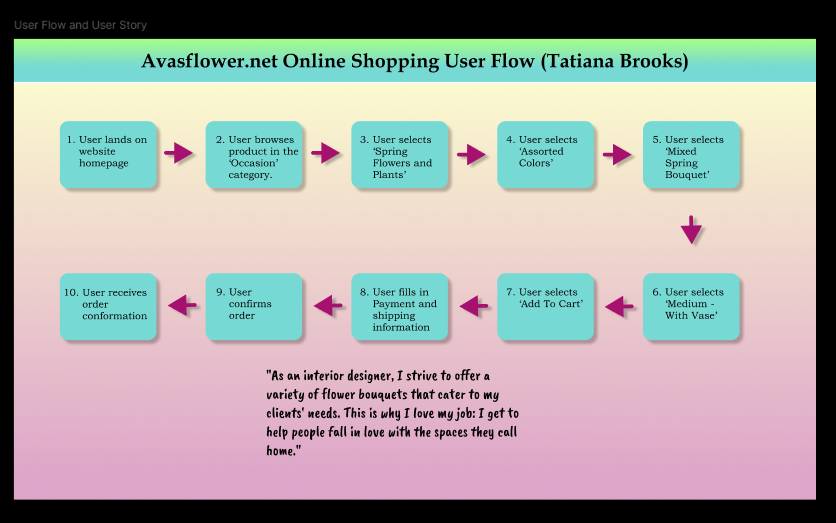 User Flow and User Story
Avasflower.net Online Shopping User Flow (Tatiana Brooks)
1. User lands on
website
homepage
2. User browses
product in the
‘Occasion’
category.
3. User selects
‘Spring
Flowers and
Plants’
4. User selects
‘Assorted
Colors’
5. User selects
‘Mixed
Spring
Bouquet’
6. User selects
‘Medium -
With Vase’
7. User selects
‘Add To Cart’
8. User fills in
Payment and
shipping
information
9. User
confirms
order
10. User receives
order
conformation
"As an interior designer, I strive to offer a
variety of flower bouquets that cater to my
clients' needs. This is why I love my job: I get to
help people fall in love with the spaces they call
home."